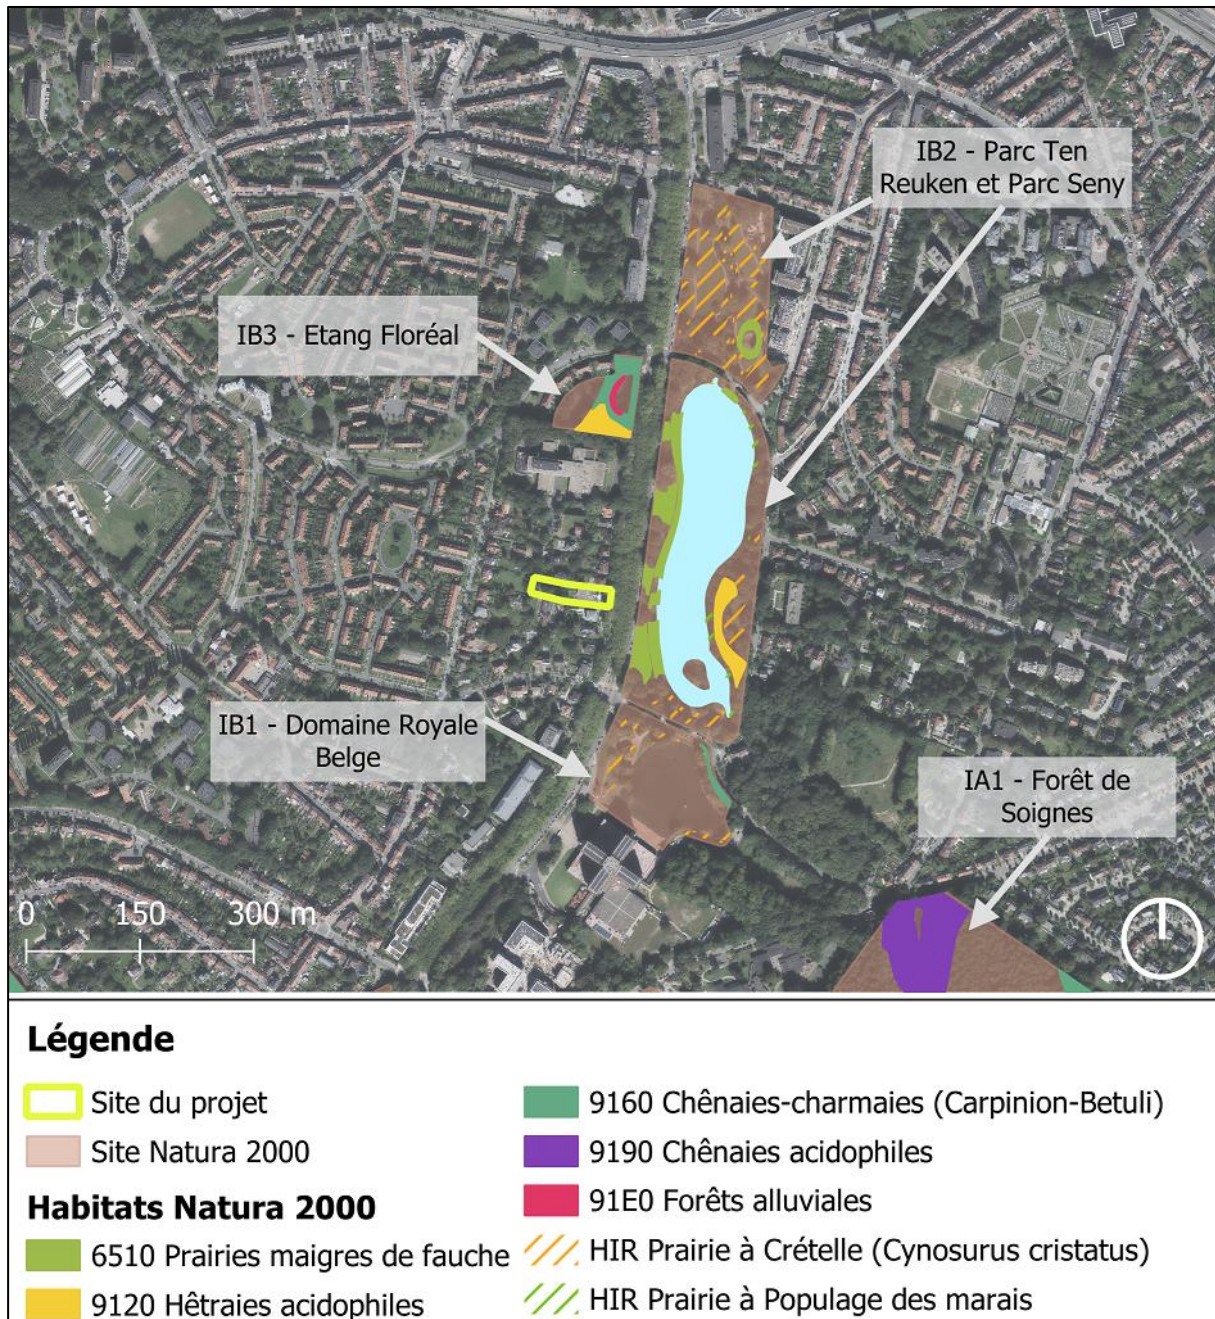 IB2 - Parc Ten
Reuken et Parc Seny
IB3 - Etang Floréal
IB1 - Domaine Royale
Belge
IA1 - Forêt de
Soignes
0 150 300 m
Légende
Site du projet
Site Natura 2000
Habitats Natura 2000
6510 Prairies maigres de fauche
9120 Hêtraies acidophiles
9160 Chênaies-charmaies (Carpinion-Betuli)
9190 Chênaies acidophiles
91E0 Forêts alluviales
HIR Prairie à Crételle (Cynosurus cristatus)
HIR Prairie à Populage des marais